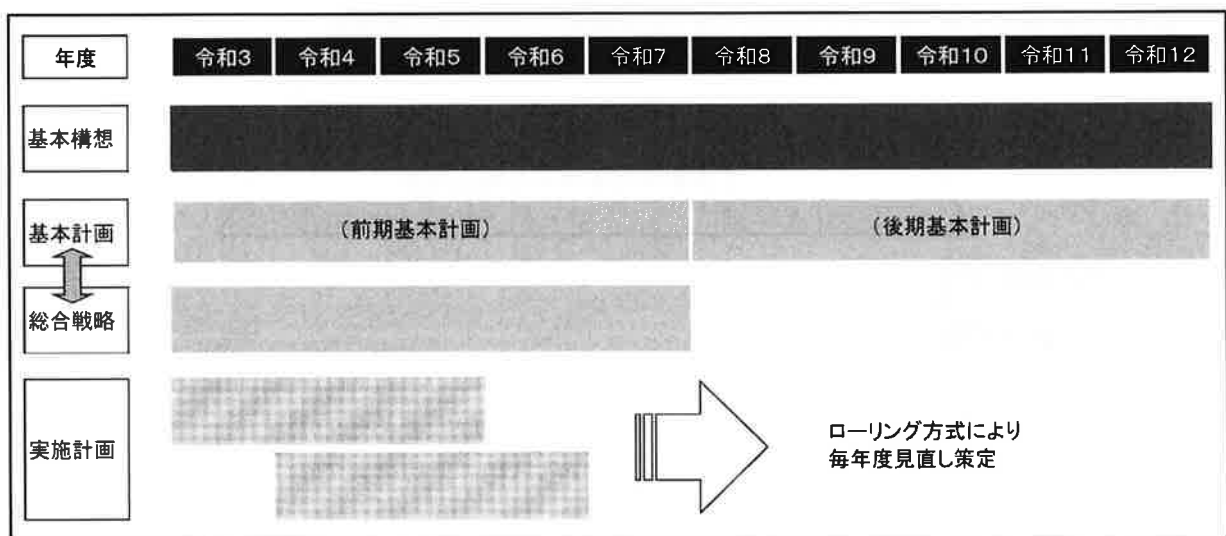 年度 令和3 令和4 令和5 令和6 令和7 令和8 令和9 令和10 令和11 令和12
基本構想
基本計画 (前期基本計画) (後期基本計画)
総合戦略
実施計画
ローリング方式により
毎年度見直し策定